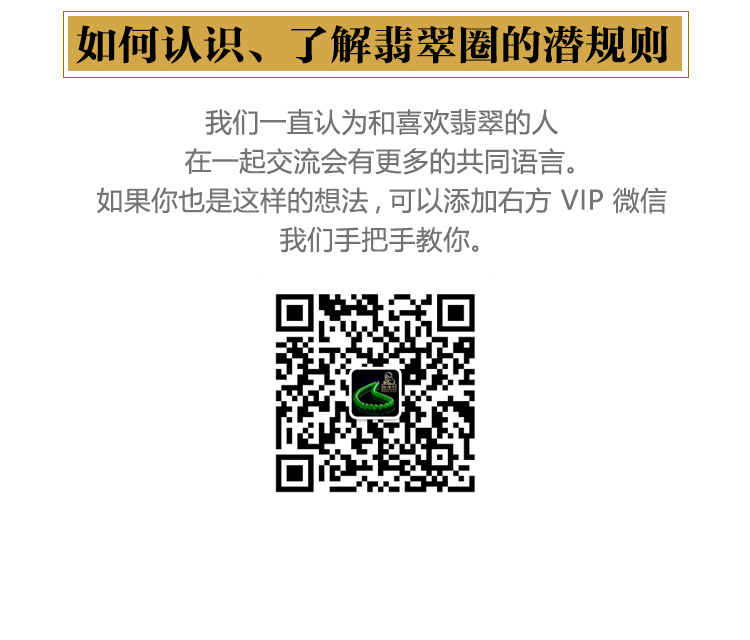 如何认识、了解翡翠圈的潜规则
我们一直认为和喜欢翡翠的人
在一起交流会有更多的共同语言。
如果你也是这样的想法,可以添加右方 VIP 微信
我们手把手教你。